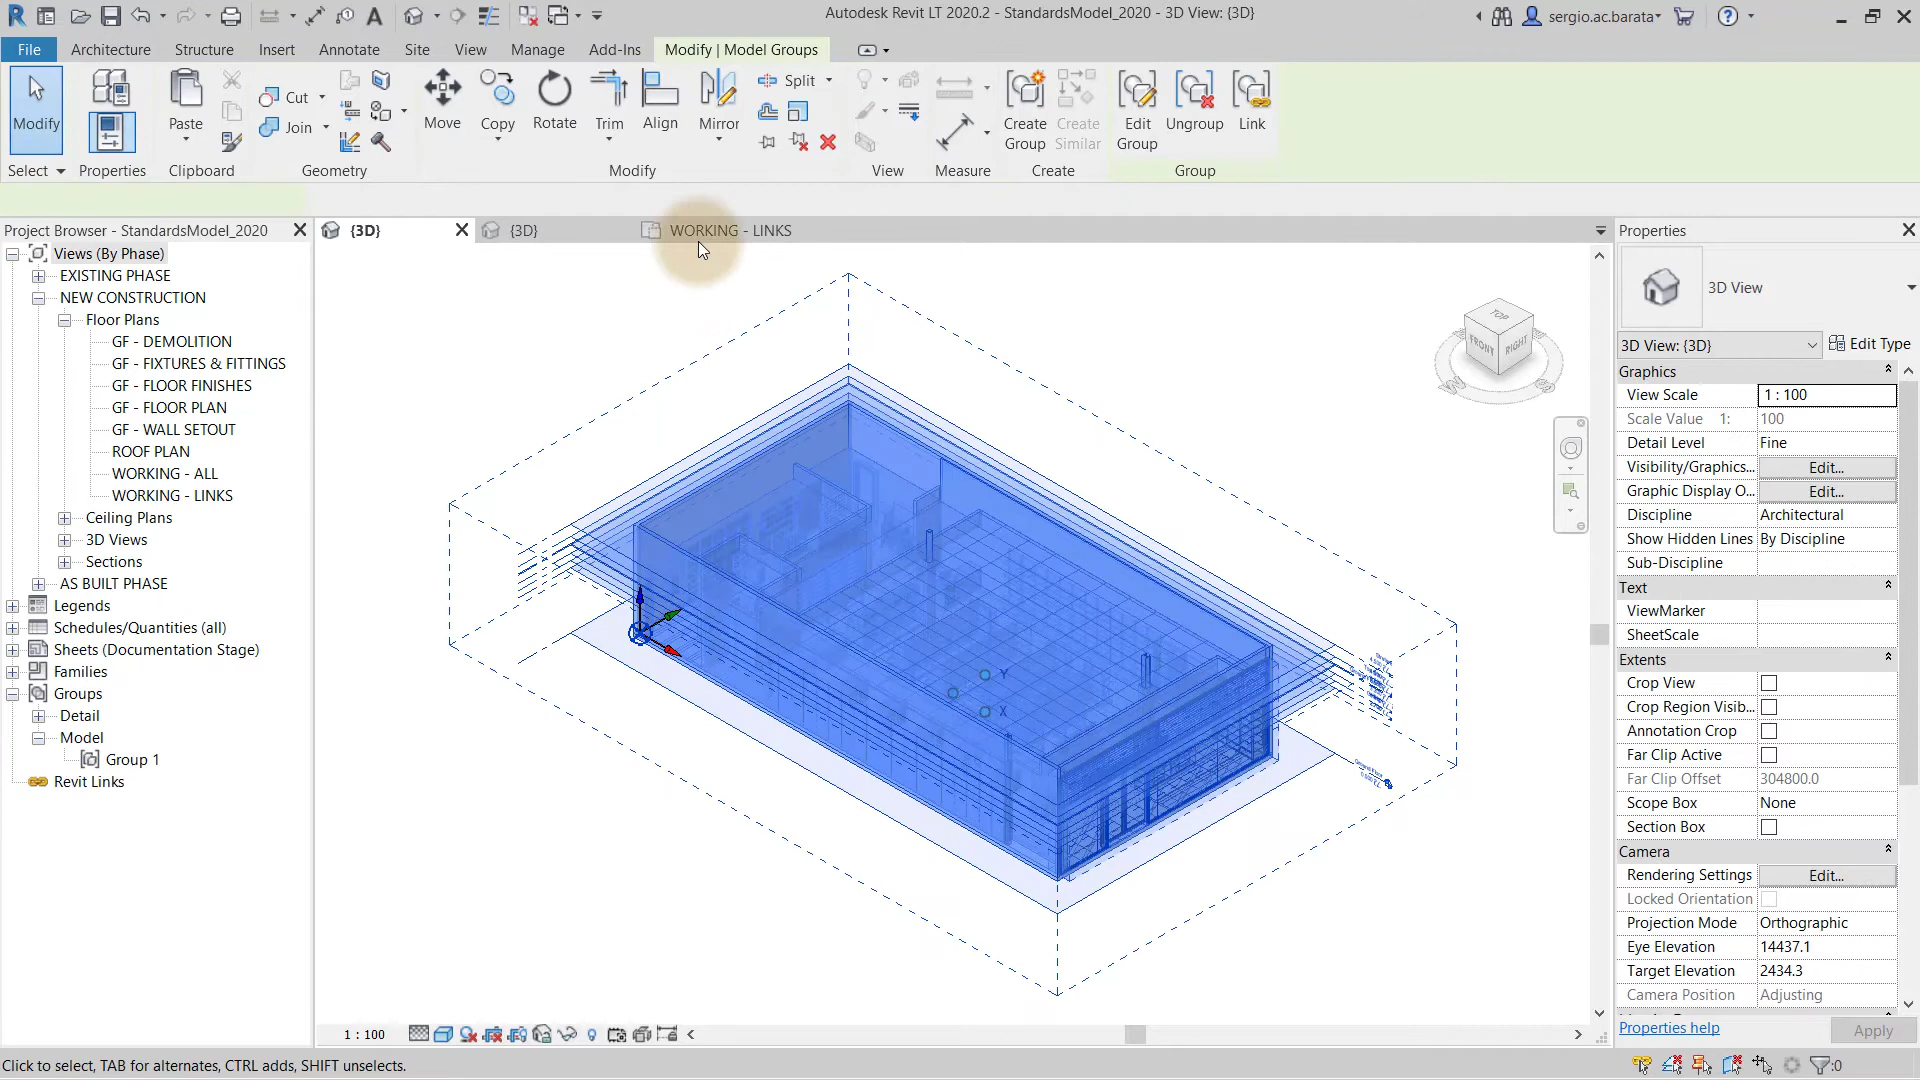 Autodesk Revit LT 2020.2 - StandardsModel_2020 - 3D View: {3D}
sergio.ac.barata
File
Architecture
Structure
Insert
Annotate
Site
View
Manage
Add-Ins
Modify | Model Groups
Modify
Paste
Cut
Join
Move
Copy
Rotate
Trim
Align
Mirror
Split
Create Group
Create Similar
Edit Group
Ungroup
Link
Select
Properties
Clipboard
Geometry
Modify
View
Measure
Create
Group
Project Browser - StandardsModel_2020
{3D}
{3D}
WORKING - LINKS
Views (By Phase)
EXISTING PHASE
NEW CONSTRUCTION
Floor Plans
GF - DEMOLITION
GF - FIXTURES & FITTINGS
GF - FLOOR FINISHES
GF - FLOOR PLAN
GF - WALL SETOUT
ROOF PLAN
WORKING - ALL
WORKING - LINKS
Ceiling Plans
3D Views
Sections
AS BUILT PHASE
Legends
Schedules/Quantities (all)
Sheets (Documentation Stage)
Families
Groups
Detail
Model
Group 1
Revit Links
TOP
FRONT
RIGHT
Y
X
1 : 100
Properties
3D View
3D View: {3D}
Edit Type
Graphics
View Scale 1 : 100
Scale Value 1: 100
Detail Level Fine
Visibility/Graphics... Edit...
Graphic Display O... Edit...
Discipline Architectural
Show Hidden Lines By Discipline
Sub-Discipline
Text
ViewMarker
SheetScale
Extents
Crop View
Crop Region Visib...
Annotation Crop
Far Clip Active
Far Clip Offset 304800.0
Scope Box None
Section Box
Camera
Rendering Settings Edit...
Locked Orientation
Projection Mode Orthographic
Eye Elevation 14437.1
Target Elevation 2434.3
Camera Position Adjusting
Properties help
Apply
Click to select, TAB for alternates, CTRL adds, SHIFT unselects.
:0